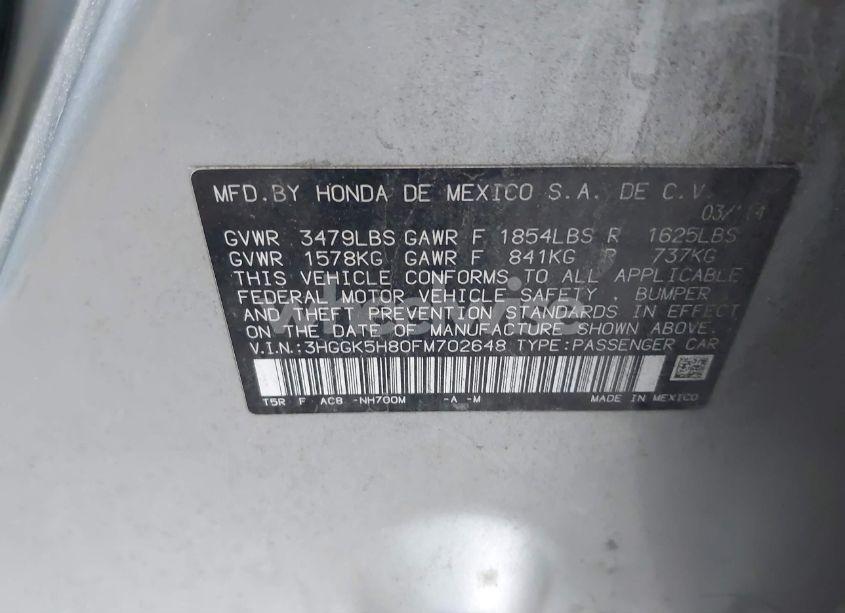 MFD.BY HONDA DE MEXICO S.A. DE C.V.
03/'14
GVWR 3479LBS GAWR F 1854LBS R 1625LBS
GVWR 1578KG GAWR F 841KG R 737KG
THIS VEHICLE CONFORMS TO ALL APPLICABLE
FEDERAL MOTOR VEHICLE SAFETY , BUMPER
AND THEFT PREVENTION STANDARDS IN EFFECT
ON THE DATE OF MANUFACTURE SHOWN ABOVE.
V.I.N.:3HGGK5H80FM702648 TYPE:PASSENGER CAR
T5R F ACB -NH700M -A -M MADE IN MEXICO